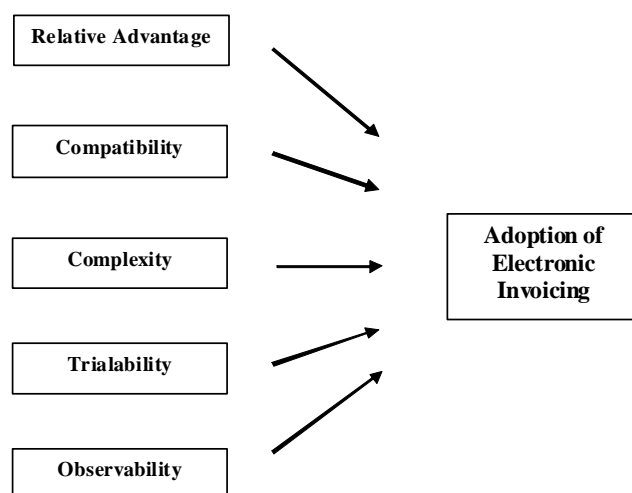 Relative Advantage
Compatibility
Complexity
Trialability
Observability
Adoption of
Electronic
Invoicing